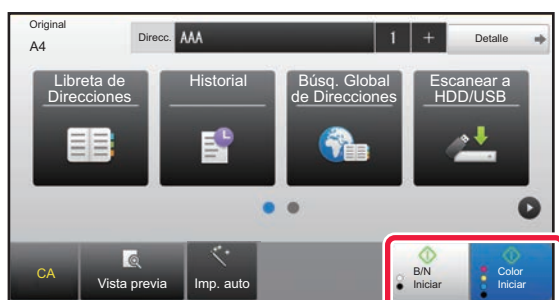 Original
A4
Direcc.
AAA
1
+
Detalle
Libreta de
Direcciones
Historial
Búsq. Global
de Direcciones
Escanear a
HDD/USB
CA
Vista previa
Imp. auto
B/N
Iniciar
Color
Iniciar